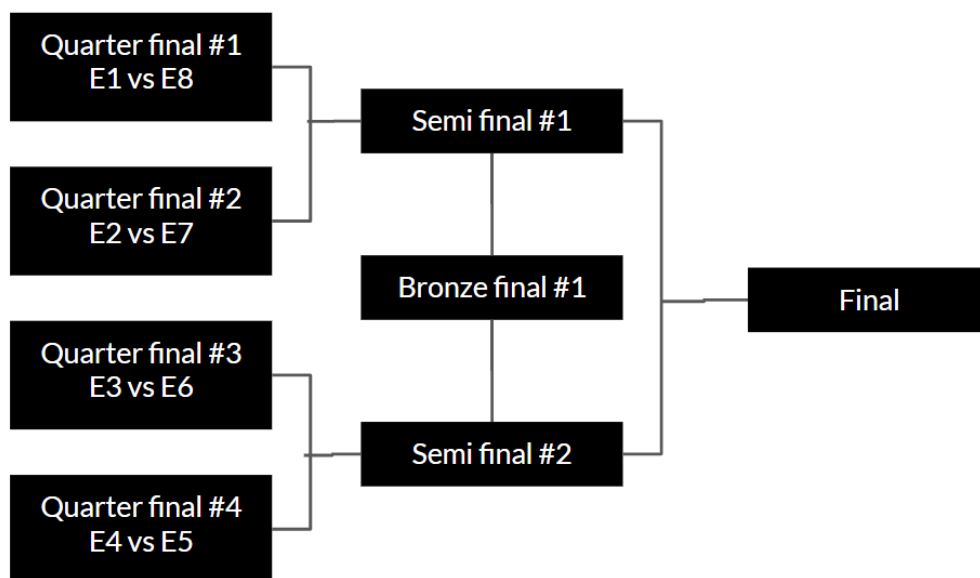 Quarter final #1
E1 vs E8
Quarter final #2
E2 vs E7
Quarter final #3
E3 vs E6
Quarter final #4
E4 vs E5
Semi final #1
Bronze final #1
Semi final #2
Final